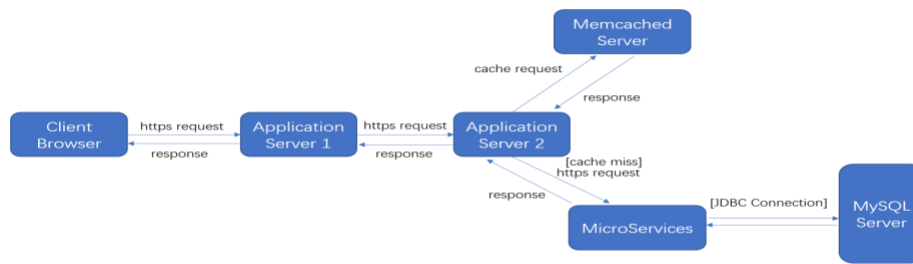 Memcached
Server
cache request
response
Client
Browser
https request
response
Application
Server 1
https request
response
Application
Server 2
[cache miss]
https request
response
MicroServices
[JDBC Connection]
MySQL
Server